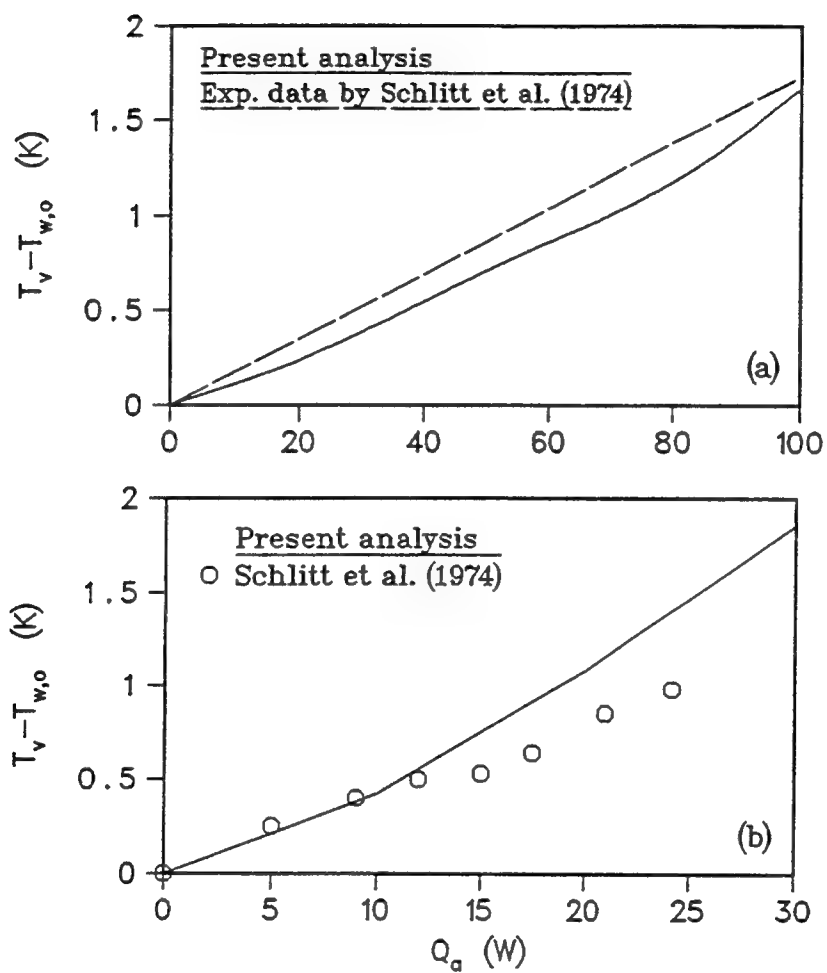 2
Present analysis
Exp. data by Schlitt et al. (1974)
1.5
T_v−T_w,o (K)
1
0.5
(a)
0
0 20 40 60 80 100
2
Present analysis
Schlitt et al. (1974)
1.5
T_v−T_w,o (K)
1
0.5
(b)
0
0 5 10 15 20 25 30
Q_a (W)